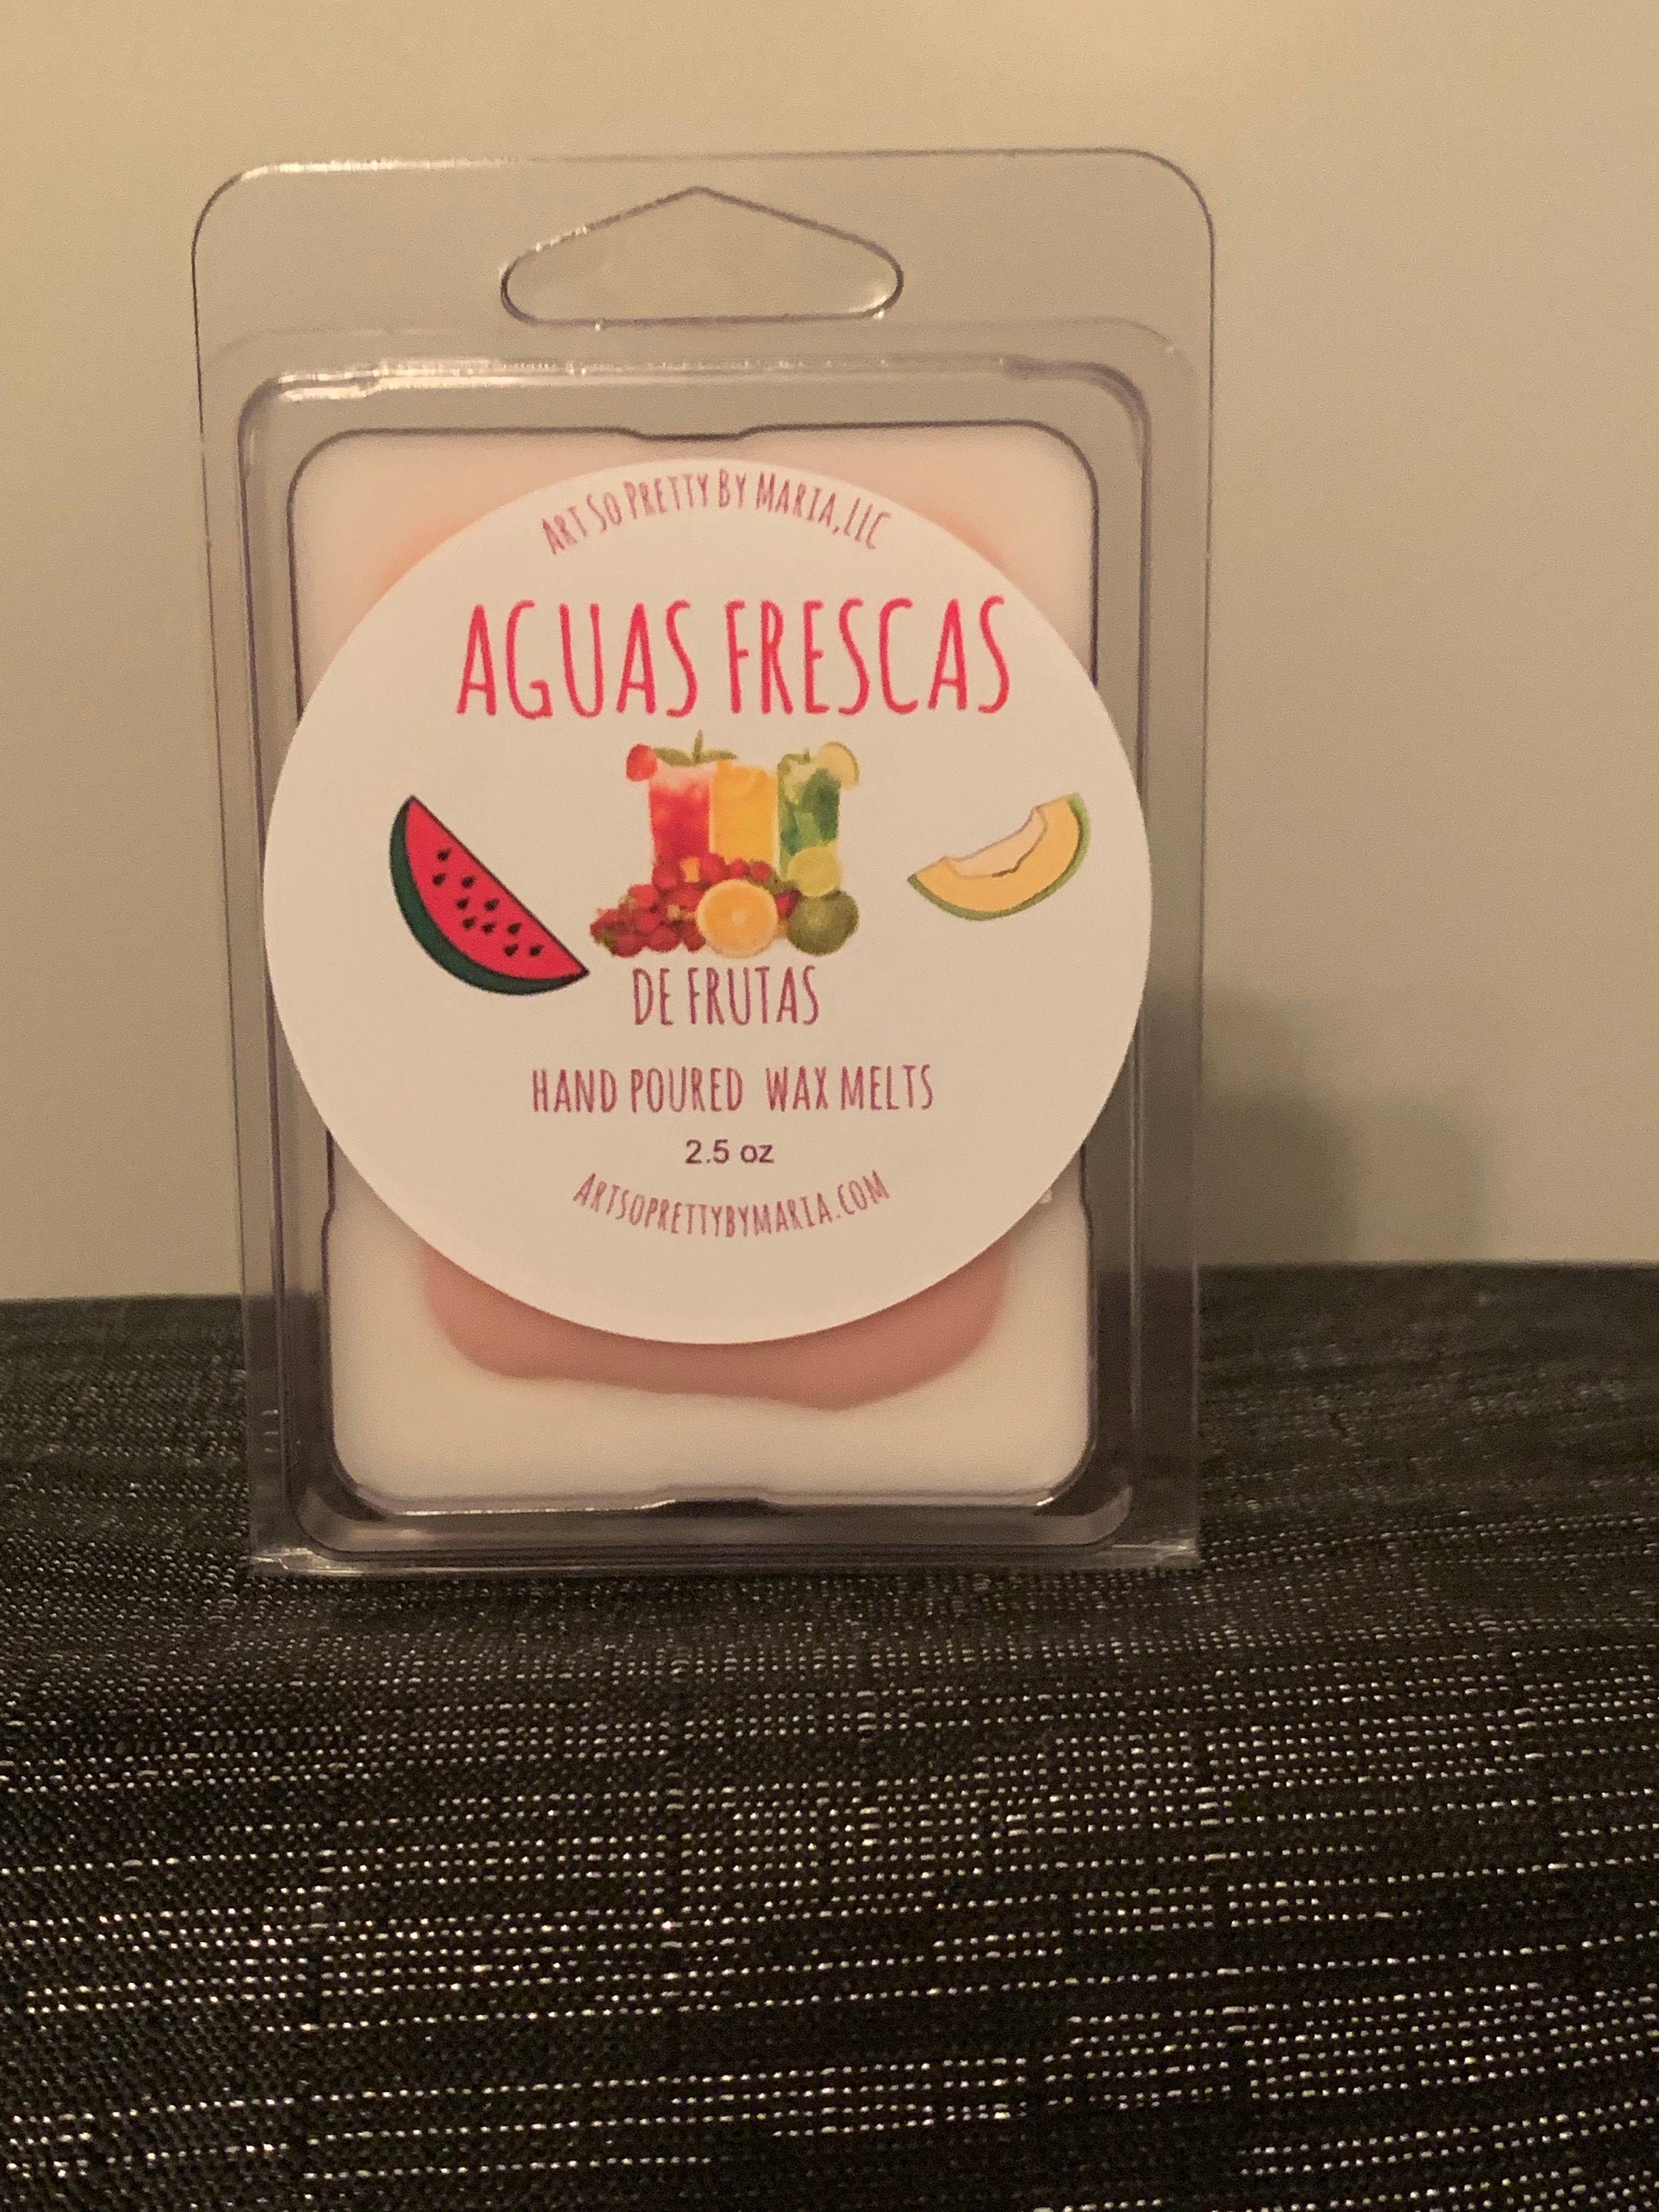 ART SO PRETTY BY MARIA, LLC
AGUAS FRESCAS
DE FRUTAS
HAND POURED WAX MELTS
2.5 oz
ARTSOPRETTYBYMARIA.COM